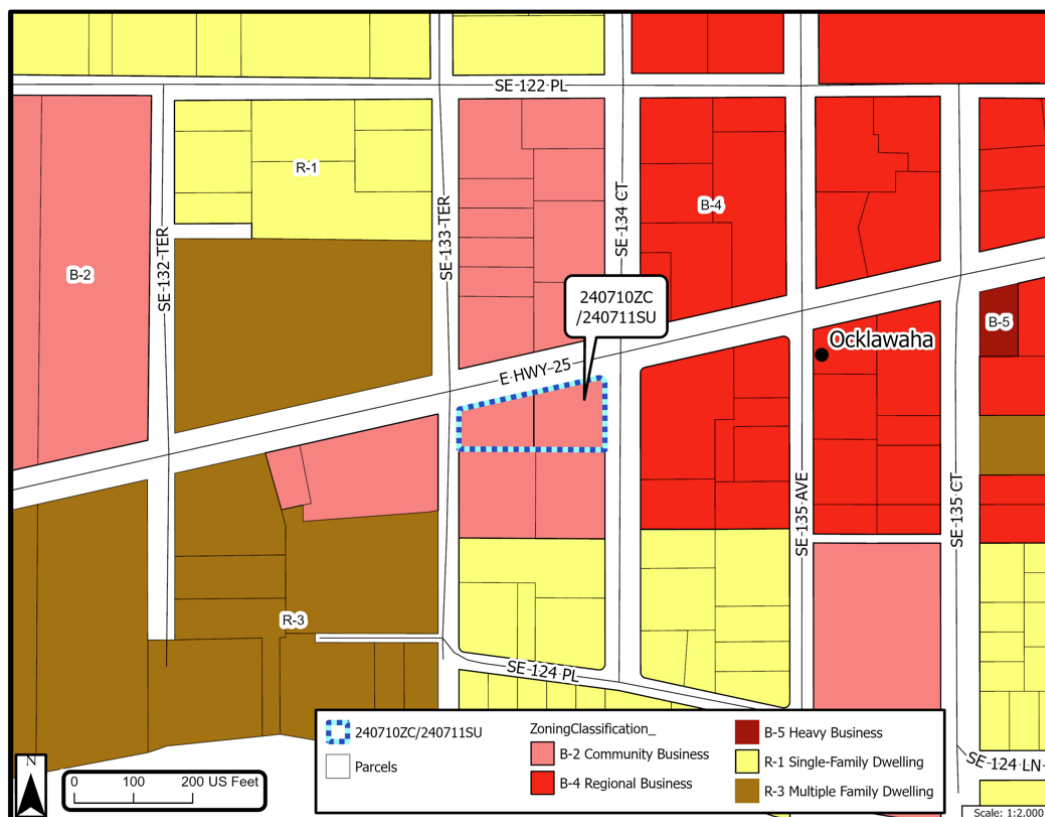 SE 122 PL
R-1
B-4
B-2
SE 132 TER
SE 133 TER
SE 134 CT
240710ZC
/240711SU
B-5
Ocklawaha
E HWY 25
SE 135 AVE
SE 135 CT
R-3
SE 124 PL
SE 124 LN
240710ZC/240711SU
Parcels
ZoningClassification_
B-2 Community Business
B-4 Regional Business
B-5 Heavy Business
R-1 Single-Family Dwelling
R-3 Multiple Family Dwelling
N
0 100 200 US Feet
Scale: 1:2,000